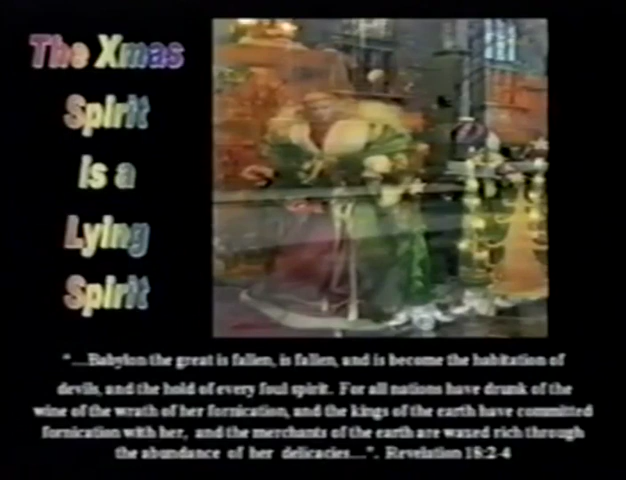 The Xmas
Spirit
is a
Lying
Spirit
"...Babylon the great is fallen, is fallen, and is become the habitation of
devils, and the hold of every foul spirit. For all nations have drunk of the
wine of the wrath of her fornication, and the kings of the earth have committed
fornication with her, and the merchants of the earth are waxed rich through
the abundance of her delicacies...". Revelation 18:2-4